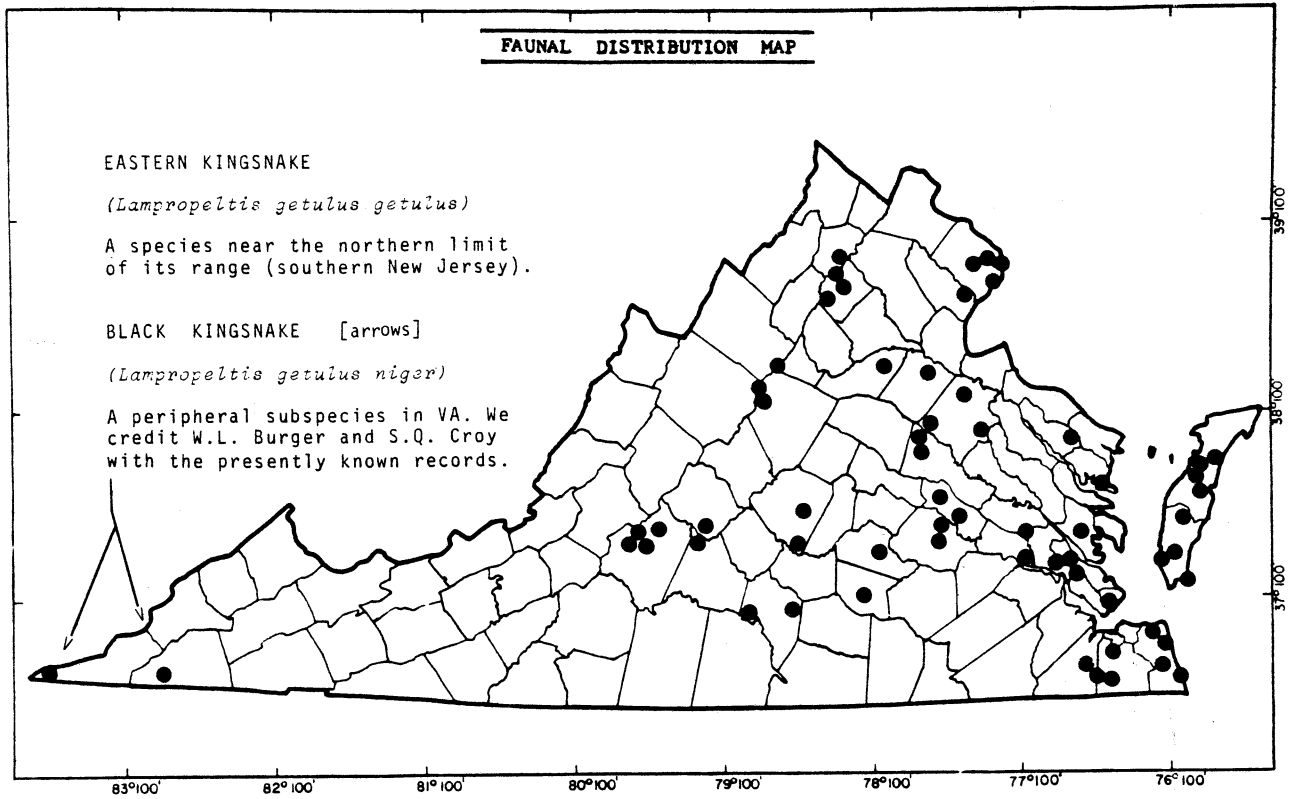 FAUNAL DISTRIBUTION MAP
EASTERN KINGSNAKE
(Lampropeltis getulus getulus)
A species near the northern limit
of its range (southern New Jersey).
BLACK KINGSNAKE [arrows]
(Lampropeltis getulus niger)
A peripheral subspecies in VA. We
credit W.L. Burger and S.Q. Croy
with the presently known records.
39°00'
38°00'
37°00'
83°00'
82°00'
81°00'
80°00'
79°00'
78°00'
77°00'
76°00'